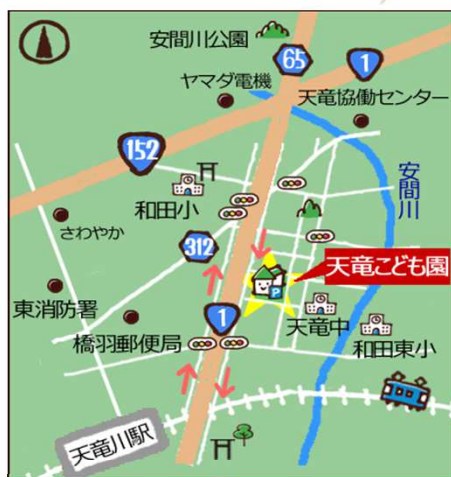 安間川公園
65
1
ヤマダ電機
天竜協働センター
152
和田小
安間川
さわやか
312
天竜こども園
P
東消防署
1
天竜中
橋羽郵便局
和田東小
天竜川駅